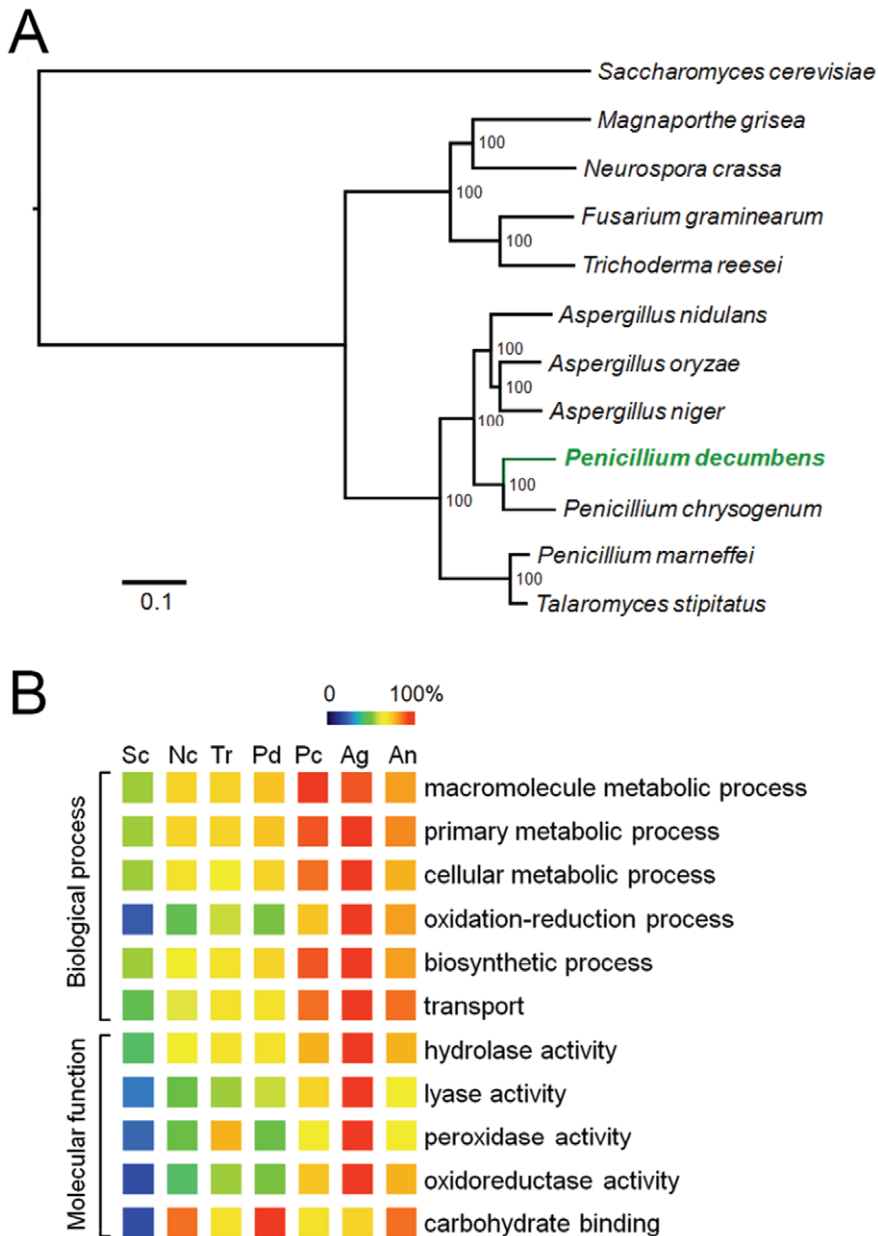 A
Saccharomyces cerevisiae
Magnaporthe grisea
100
Neurospora crassa
100
Fusarium graminearum
100
Trichoderma reesei
Aspergillus nidulans
100
Aspergillus oryzae
100
Aspergillus niger
100
Penicillium decumbens
100
Penicillium chrysogenum
100
Penicillium marneffei
100
Talaromyces stipitatus
0.1
B
0 100%
Sc Nc Tr Pd Pc Ag An
Biological process
macromolecule metabolic process
primary metabolic process
cellular metabolic process
oxidation-reduction process
biosynthetic process
transport
Molecular function
hydrolase activity
lyase activity
peroxidase activity
oxidoreductase activity
carbohydrate binding